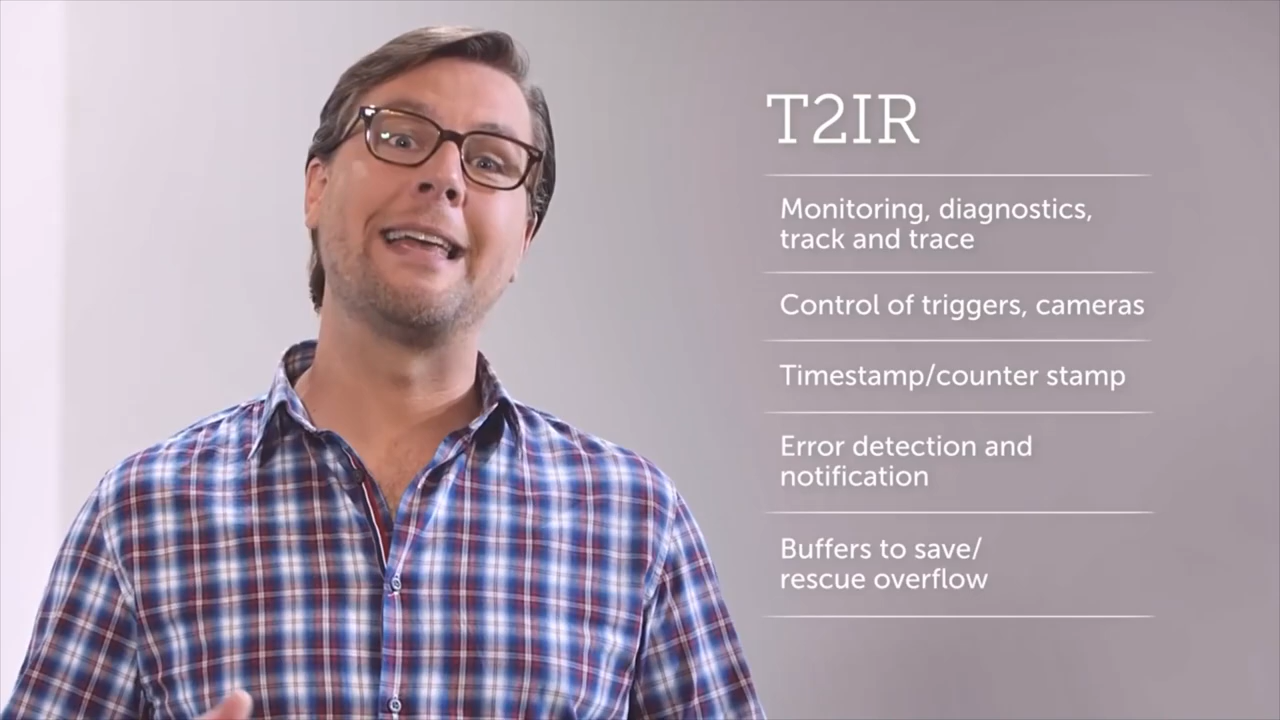 T2IR
Monitoring, diagnostics,
track and trace
Control of triggers, cameras
Timestamp/counter stamp
Error detection and
notification
Buffers to save/
rescue overflow